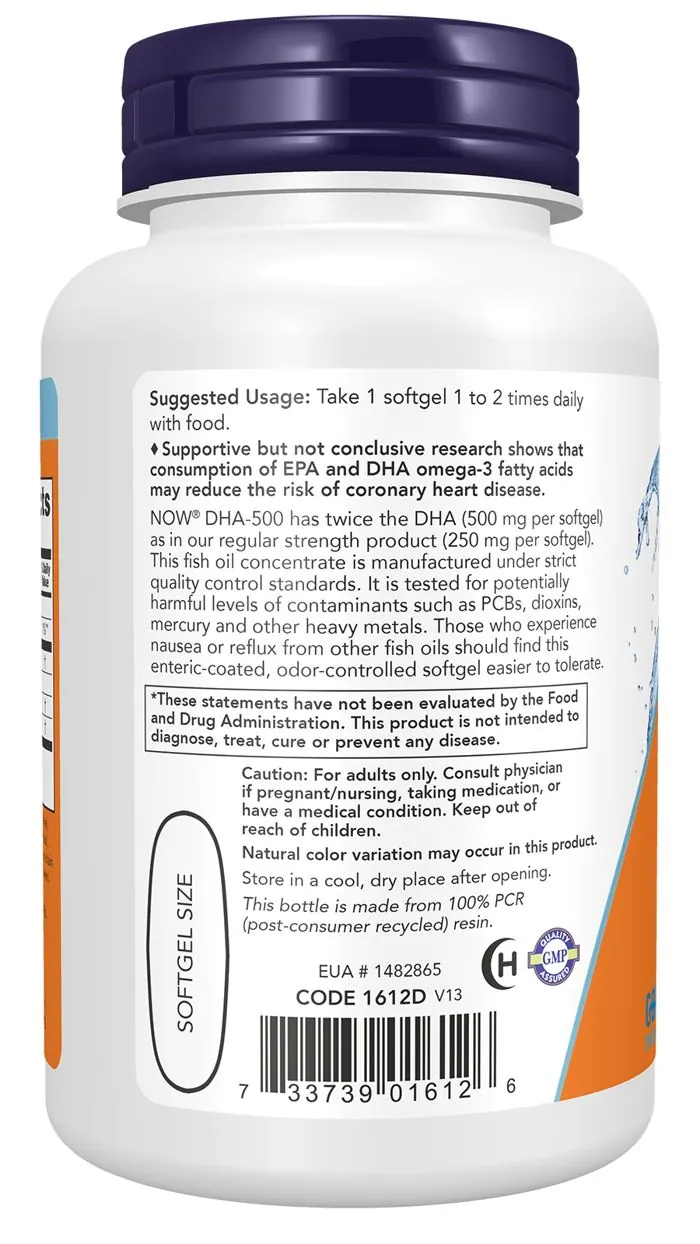 Suggested Usage: Take 1 softgel 1 to 2 times daily
with food.
♦Supportive but not conclusive research shows that
consumption of EPA and DHA omega-3 fatty acids
may reduce the risk of coronary heart disease.
NOW® DHA-500 has twice the DHA (500 mg per softgel)
as in our regular strength product (250 mg per softgel).
This fish oil concentrate is manufactured under strict
quality control standards. It is tested for potentially
harmful levels of contaminants such as PCBs, dioxins,
mercury and other heavy metals. Those who experience
nausea or reflux from other fish oils should find this
enteric-coated, odor-controlled softgel easier to tolerate.
*These statements have not been evaluated by the Food
and Drug Administration. This product is not intended to
diagnose, treat, cure or prevent any disease.
Caution: For adults only. Consult physician
if pregnant/nursing, taking medication, or
have a medical condition. Keep out of
reach of children.
Natural color variation may occur in this product.
Store in a cool, dry place after opening.
This bottle is made from 100% PCR
(post-consumer recycled) resin.
SOFTGEL SIZE
H
QUALITY
GMP
ASSURED
EUA # 1482865
CODE 1612D V13
7 33739 01612 6